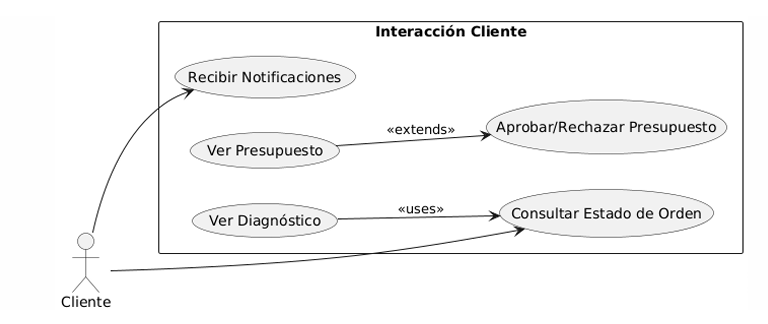 Interacción Cliente
Recibir Notificaciones
«extends»
Aprobar/Rechazar Presupuesto
Ver Presupuesto
«uses»
Consultar Estado de Orden
Ver Diagnóstico
Cliente